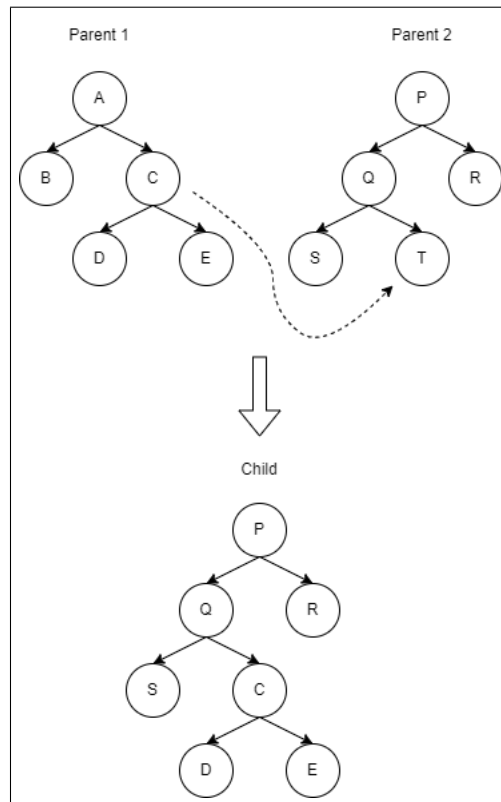 Parent 1 Parent 2
A P
B C Q R
D E S T
Child
P
Q R
S C
D E